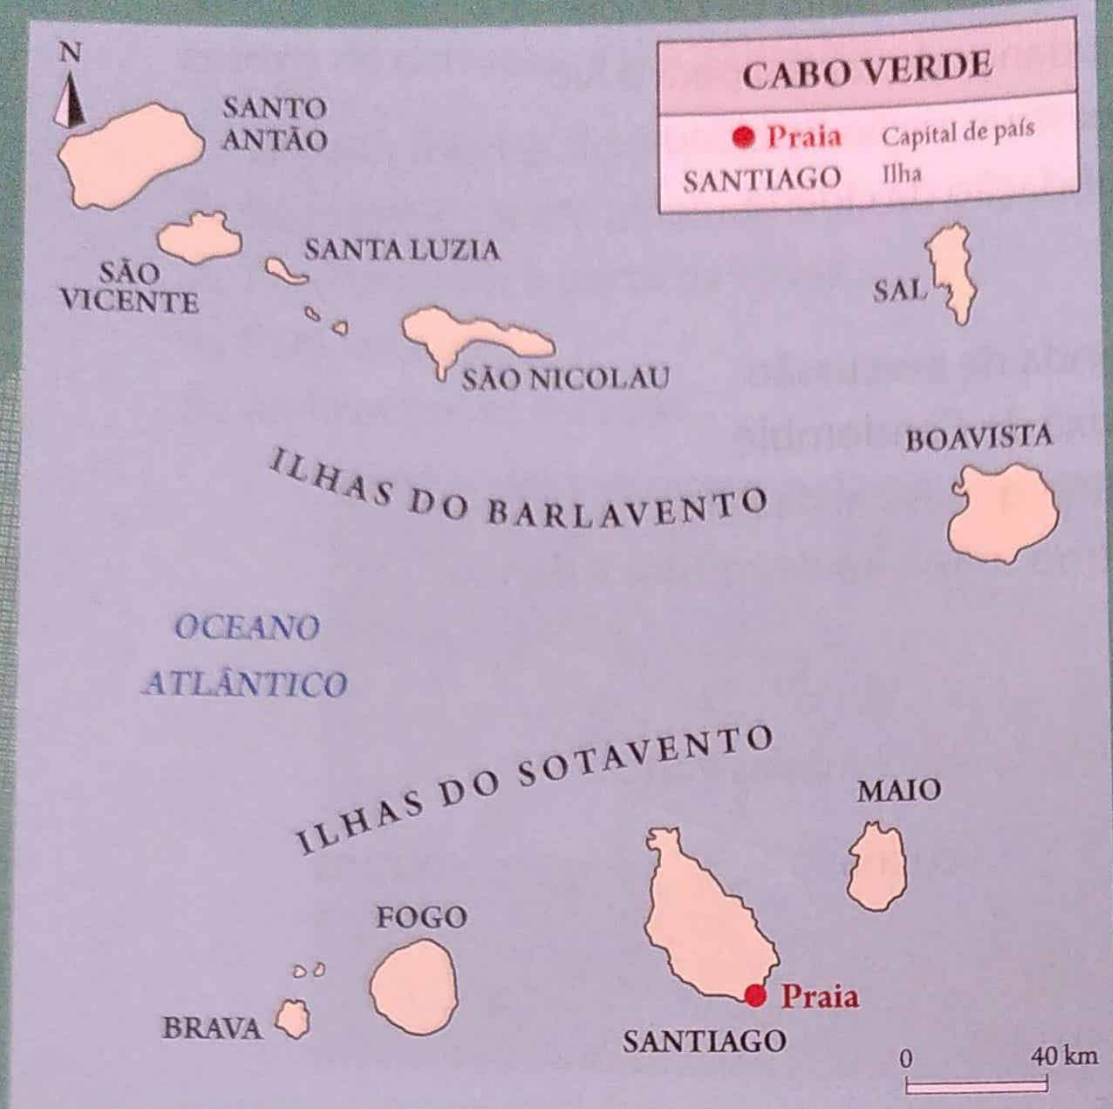 N
CABO VERDE
Praia Capital de país
SANTIAGO Ilha
SANTO
ANTÃO
SÃO
VICENTE
SANTA LUZIA
SÃO NICOLAU
SAL
BOAVISTA
ILHAS DO BARLAVENTO
OCEANO
ATLÂNTICO
ILHAS DO SOTAVENTO
MAIO
FOGO
BRAVA
Praia
SANTIAGO
0 40 km